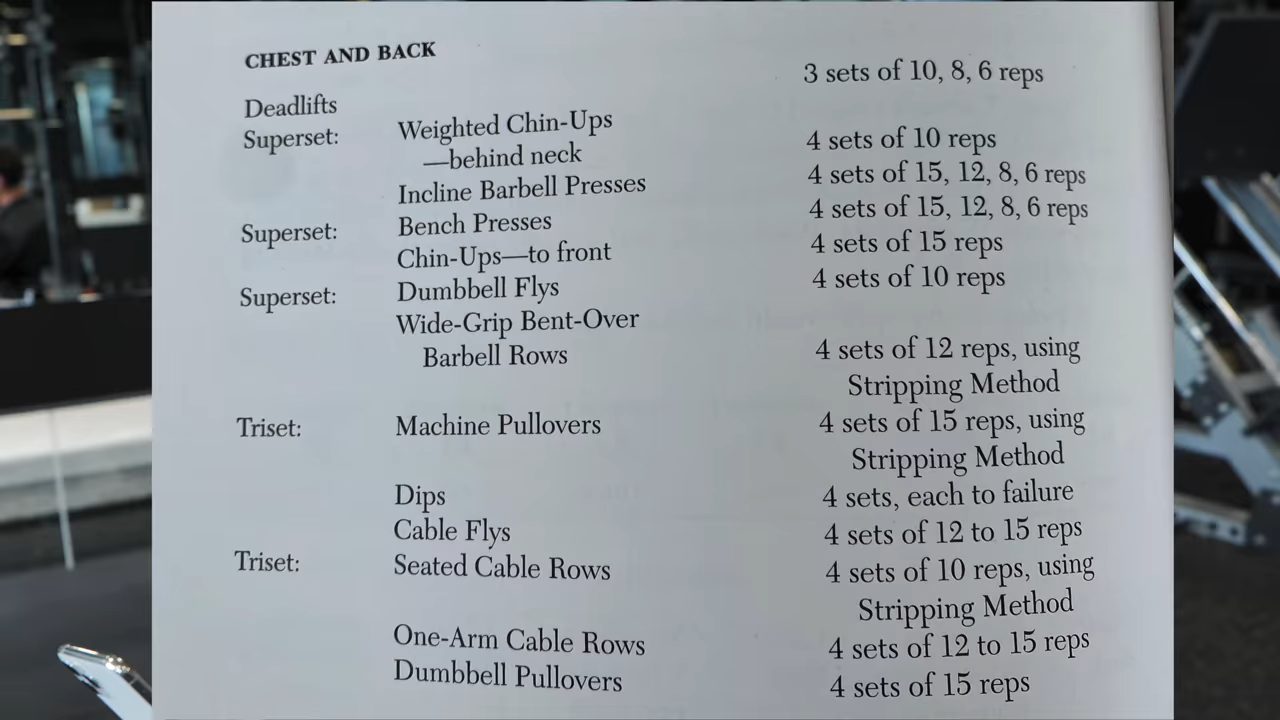 CHEST AND BACK
Deadlifts 3 sets of 10, 8, 6 reps
Superset: Weighted Chin-Ups
—behind neck 4 sets of 10 reps
Incline Barbell Presses 4 sets of 15, 12, 8, 6 reps
Superset: Bench Presses 4 sets of 15, 12, 8, 6 reps
Chin-Ups—to front 4 sets of 15 reps
Superset: Dumbbell Flys 4 sets of 10 reps
Wide-Grip Bent-Over
Barbell Rows 4 sets of 12 reps, using
Stripping Method
Triset: Machine Pullovers 4 sets of 15 reps, using
Stripping Method
Dips 4 sets, each to failure
Cable Flys 4 sets of 12 to 15 reps
Triset: Seated Cable Rows 4 sets of 10 reps, using
Stripping Method
One-Arm Cable Rows 4 sets of 12 to 15 reps
Dumbbell Pullovers 4 sets of 15 reps